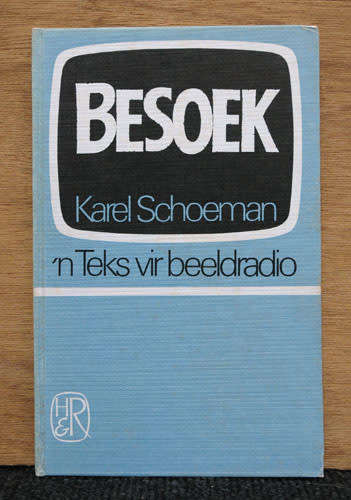 BESOEK
Karel Schoeman
'n Teks vir beeldradio
H&R